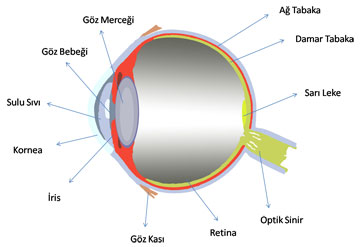 Göz Merceği
Ağ Tabaka
Göz Bebeği
Damar Tabaka
Sulu Sıvı
Sarı Leke
Kornea
İris
Göz Kası
Retina
Optik Sinir